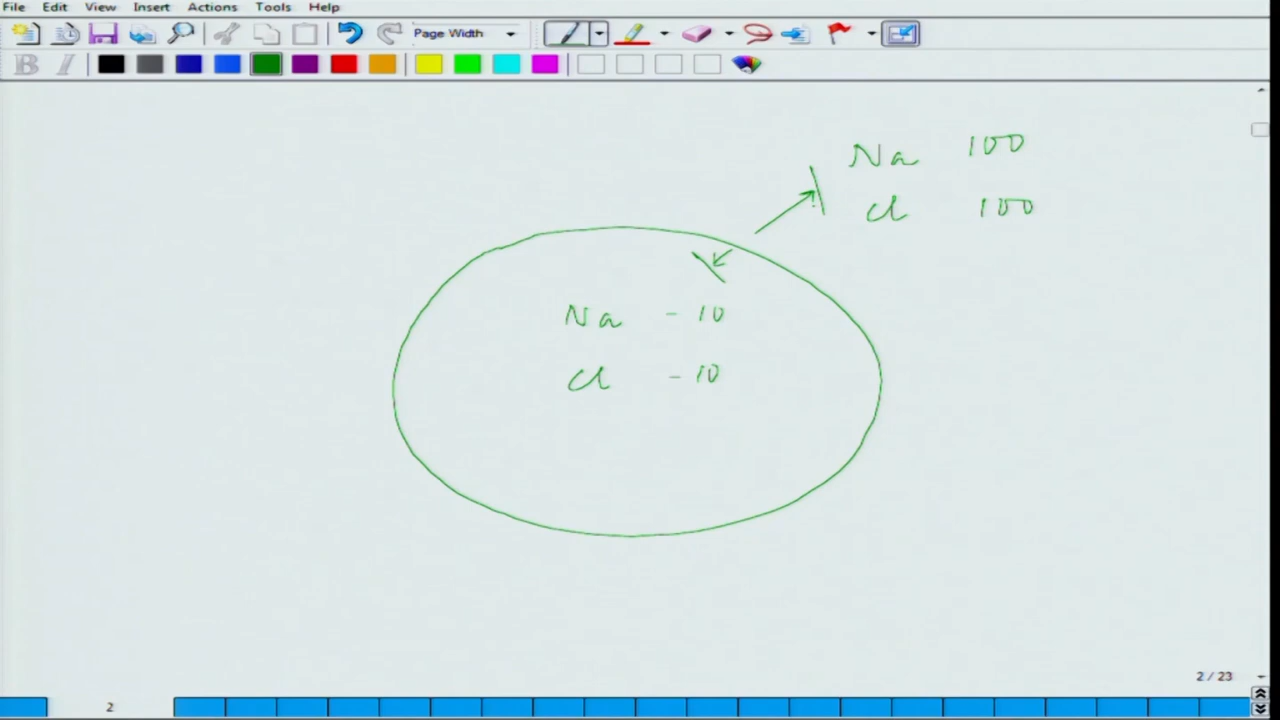 File Edit View Insert Actions Tools Help
Page Width
B I
Na 100
Cl 100
Na - 10
Cl - 10
2 / 23
2